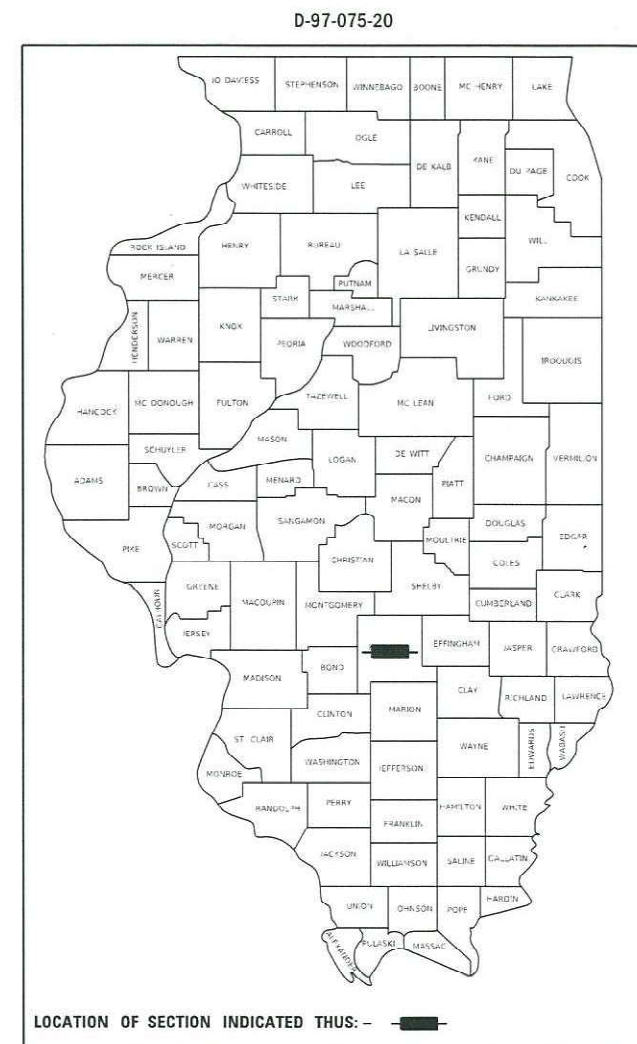 D-97-075-20
JO DAVIESS STEPHENSON WINNEBAGO BOONE MC HENRY LAKE
CARROLL OGLE
DE KALB KANE DU PAGE COOK
WHITESIDE LEE
KENDALL
ROCK ISLAND HENRY BUREAU LA SALLE WILL
GRUNDY
MERCER PUTNAM
STARK MARSHALL KANKAKEE
HENDERSON WARREN KNOX PEORIA WOODFORD LIVINGSTON IROQUOIS
HANCOCK MC DONOUGH FULTON TAZEWELL MC LEAN FORD
MASON
SCHUYLER LOGAN DE WITT CHAMPAIGN VERMILION
ADAMS BROWN CASS MENARD PIATT
MACON
MORGAN SANGAMON DOUGLAS
PIKE SCOTT CHRISTIAN MOULTRIE EDGAR
COLES
GREENE SHELBY
CALHOUN MACOUPIN MONTGOMERY CUMBERLAND CLARK
JERSEY EFFINGHAM JASPER CRAWFORD
MADISON BOND
CLAY RICHLAND LAWRENCE
CLINTON MARION
ST. CLAIR WAYNE EDWARDS WABASH
MONROE WASHINGTON JEFFERSON
RANDOLPH PERRY HAMILTON WHITE
FRANKLIN
JACKSON WILLIAMSON SALINE GALLATIN
UNION JOHNSON POPE HARDIN
ALEXANDER PULASKI MASSAC
LOCATION OF SECTION INDICATED THUS: –